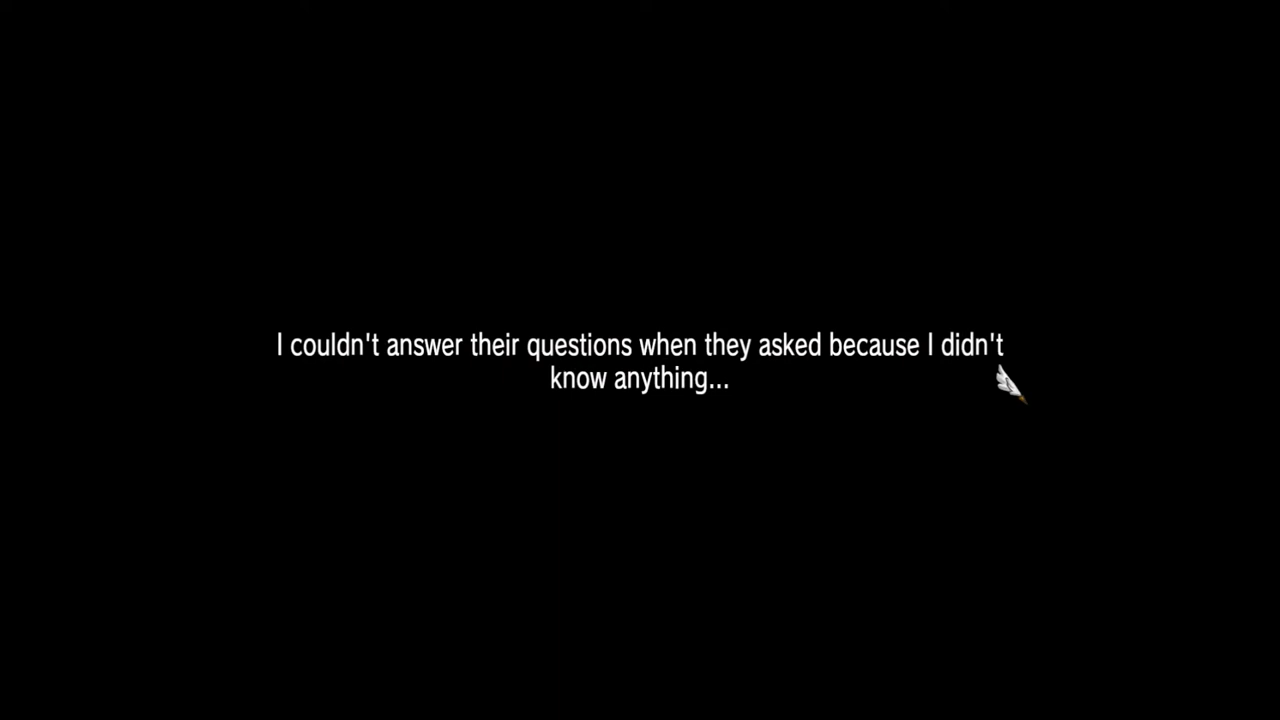 I couldn't answer their questions when they asked because I didn't
know anything...